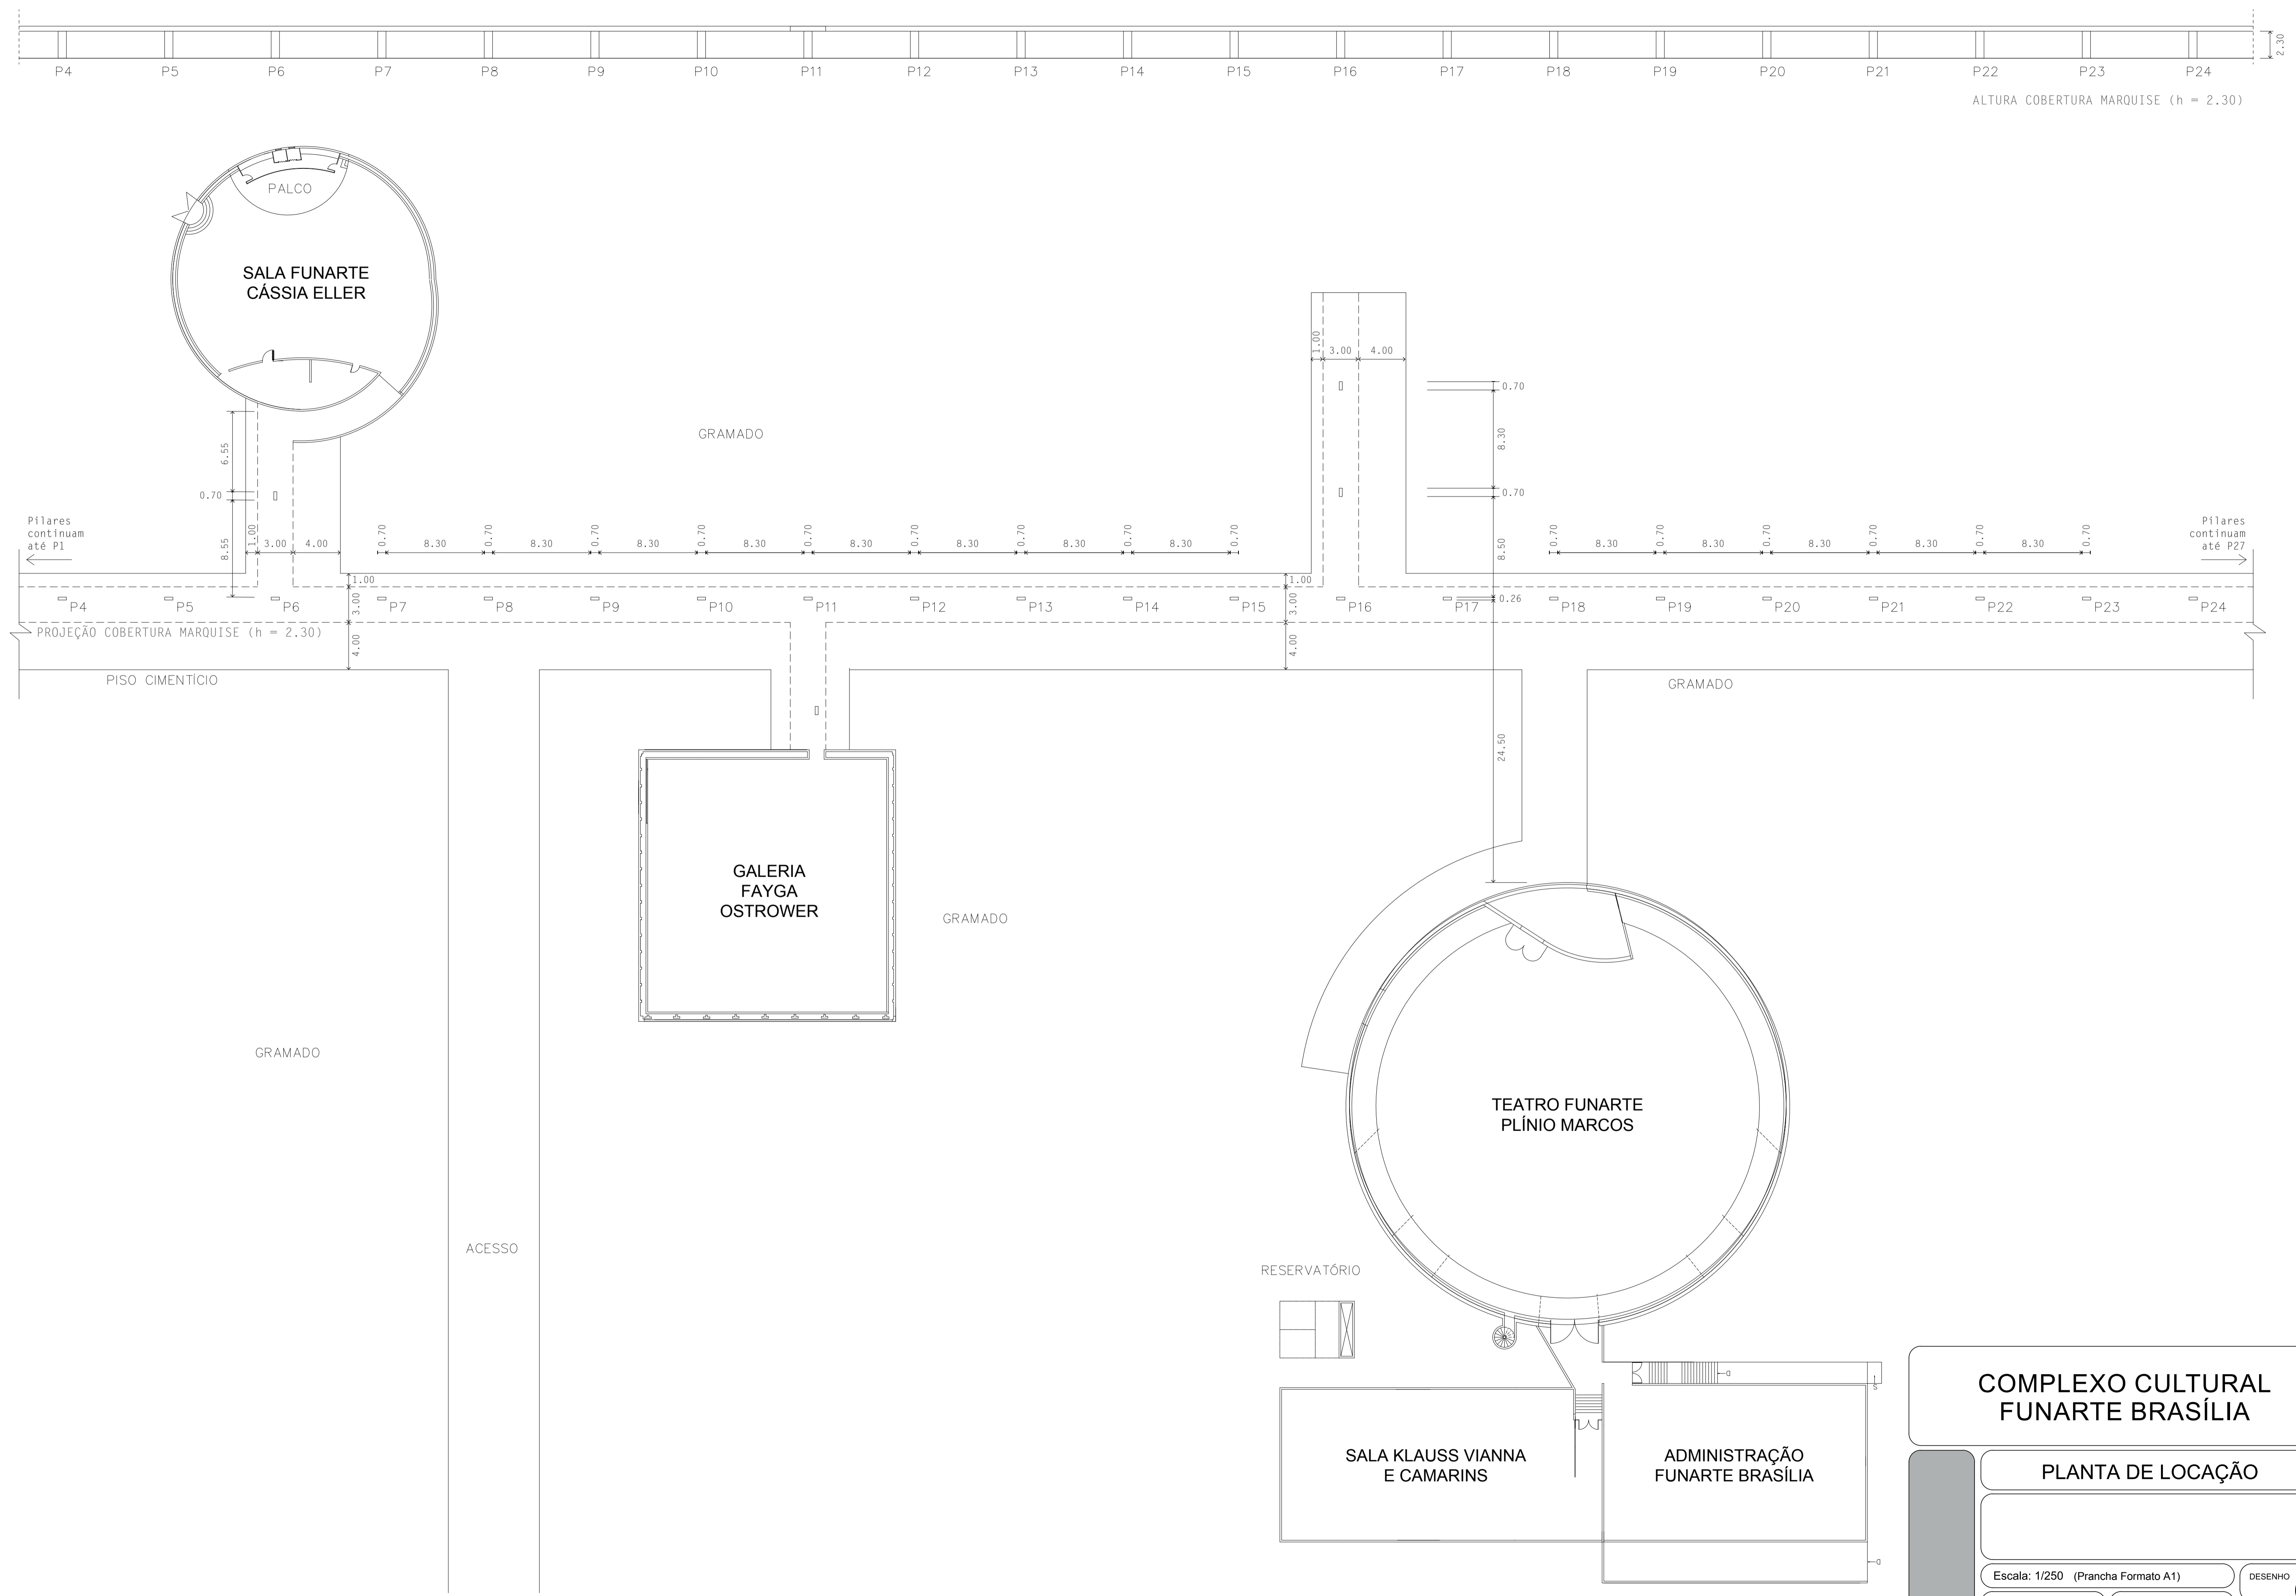 2.30
P4 P5 P6 P7 P8 P9 P10 P11 P12 P13 P14 P15 P16 P17 P18 P19 P20 P21 P22 P23 P24
ALTURA COBERTURA MARQUISE (h = 2.30)
PALCO
SALA FUNARTE
CÁSSIA ELLER
1.00 3.00 4.00
0.70
8.30
0.70
8.50
0.26
24.50
GRAMADO
6.55
0.70
8.55
1.00 3.00 4.00
Pilares
continuam
até P1
0.70 8.30 0.70 8.30 0.70 8.30 0.70 8.30 0.70 8.30 0.70 8.30 0.70 8.30 0.70 8.30 0.70
0.70 8.30 0.70 8.30 0.70 8.30 0.70 8.30 0.70 8.30 0.70
Pilares
continuam
até P27
1.00
3.00
4.00
1.00
3.00
4.00
P4 P5 P6 P7 P8 P9 P10 P11 P12 P13 P14 P15 P16 P17 P18 P19 P20 P21 P22 P23 P24
PROJEÇÃO COBERTURA MARQUISE (h = 2.30)
PISO CIMENTÍCIO
GRAMADO
GALERIA
FAYGA
OSTROWER
GRAMADO
GRAMADO
TEATRO FUNARTE
PLÍNIO MARCOS
ACESSO
RESERVATÓRIO
D
S
SALA KLAUSS VIANNA
E CAMARINS
ADMINISTRAÇÃO
FUNARTE BRASÍLIA
D
COMPLEXO CULTURAL
FUNARTE BRASÍLIA
PLANTA DE LOCAÇÃO
Escala: 1/250 (Prancha Formato A1)
DESENHO